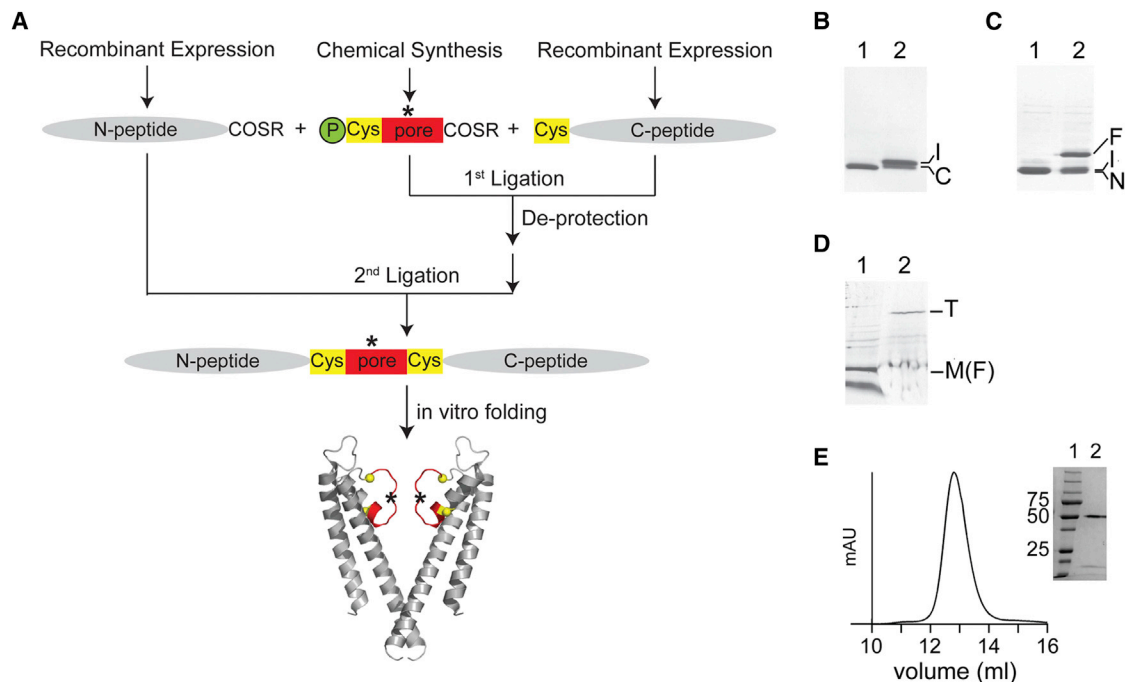 A
Recombinant Expression
Chemical Synthesis
Recombinant Expression
*
N-peptide COSR + P Cys pore COSR + Cys C-peptide
1st Ligation
De-protection
2nd Ligation
*
N-peptide Cys pore Cys C-peptide
in vitro folding
* *
B
1 2
I
C
C
1 2
F
I
N
D
1 2
T
M(F)
E
mAU
10 12 14 16
volume (ml)
1 2
75
50
25